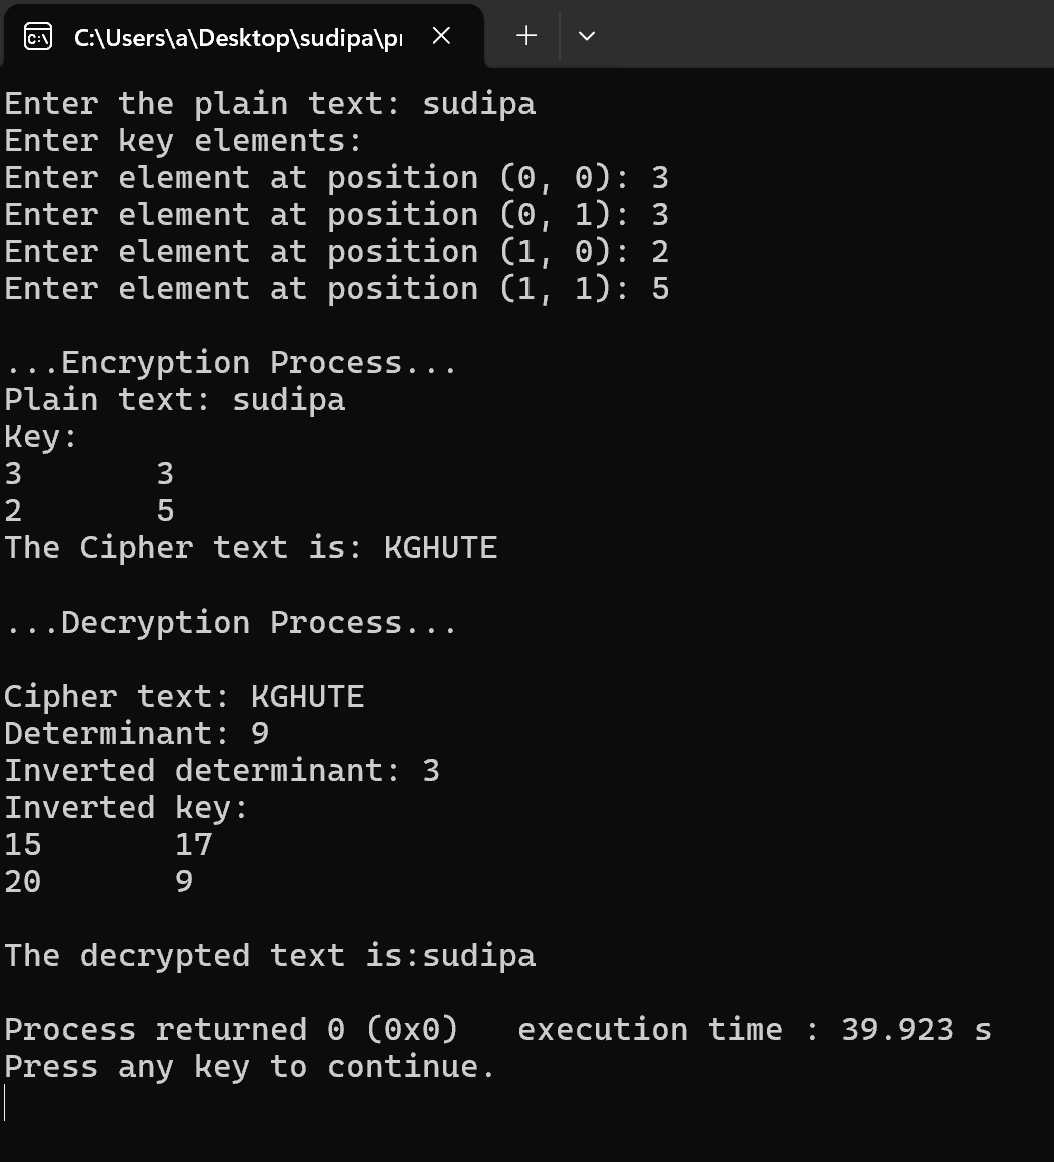 C:\Users\a\Desktop\sudipa\pr
Enter the plain text: sudipa
Enter key elements:
Enter element at position (0, 0): 3
Enter element at position (0, 1): 3
Enter element at position (1, 0): 2
Enter element at position (1, 1): 5
...Encryption Process...
Plain text: sudipa
Key:
3 3
2 5
The Cipher text is: KGHUTE
...Decryption Process...
Cipher text: KGHUTE
Determinant: 9
Inverted determinant: 3
Inverted key:
15 17
20 9
The decrypted text is:sudipa
Process returned 0 (0x0) execution time : 39.923 s
Press any key to continue.